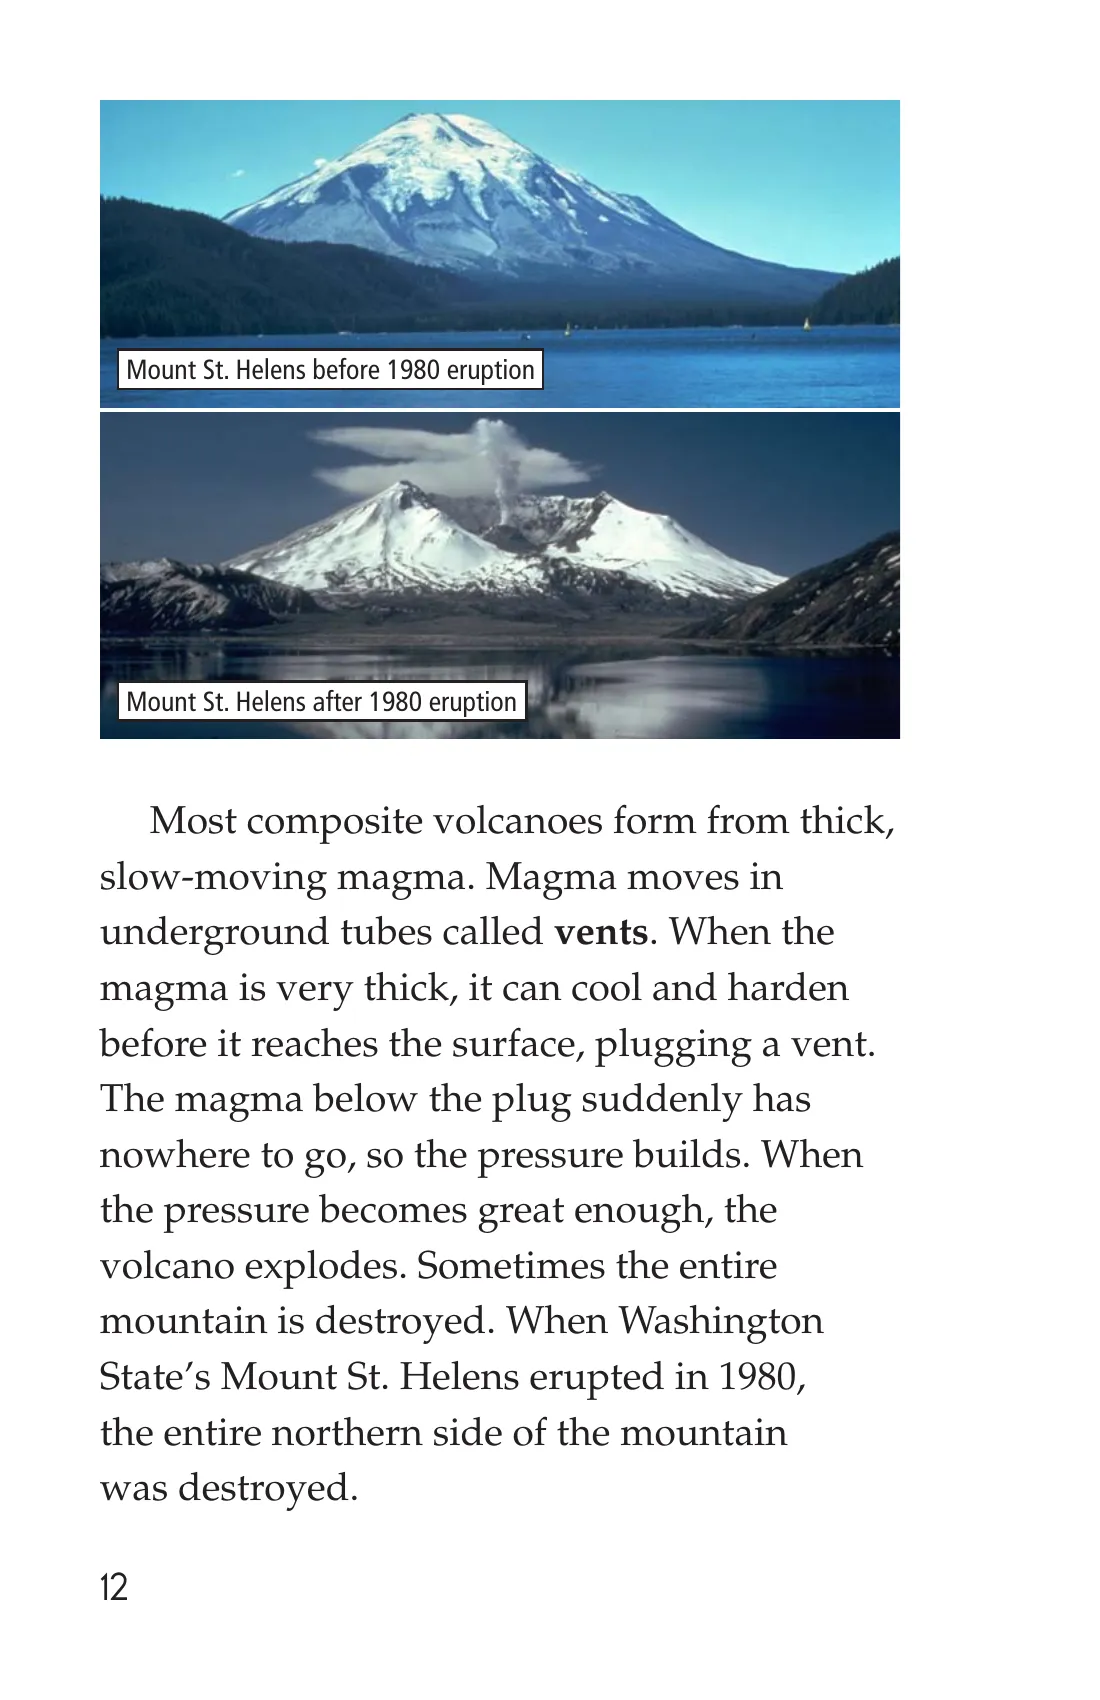 Mount St. Helens before 1980 eruption
Mount St. Helens after 1980 eruption
Most composite volcanoes form from thick,
slow-moving magma. Magma moves in
underground tubes called vents. When the
magma is very thick, it can cool and harden
before it reaches the surface, plugging a vent.
The magma below the plug suddenly has
nowhere to go, so the pressure builds. When
the pressure becomes great enough, the
volcano explodes. Sometimes the entire
mountain is destroyed. When Washington
State’s Mount St. Helens erupted in 1980,
the entire northern side of the mountain
was destroyed.
12